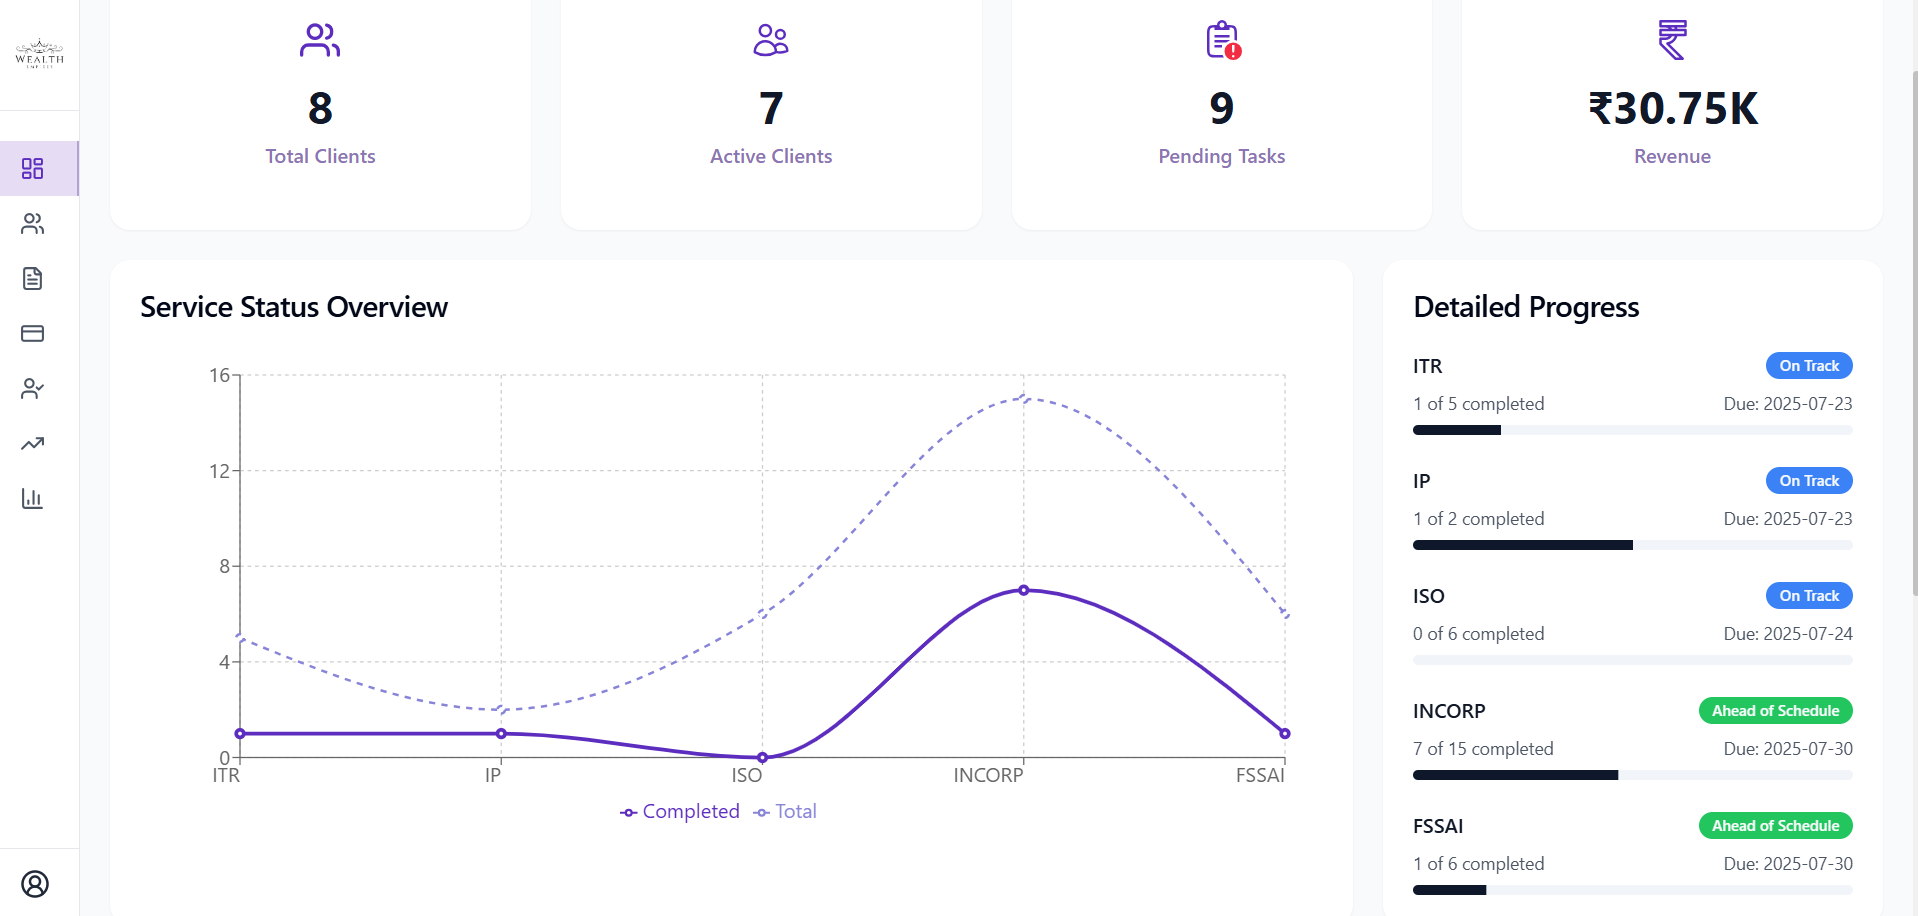 WEALTH
8
Total Clients
7
Active Clients
9
Pending Tasks
₹30.75K
Revenue
Service Status Overview
16
12
8
4
0
ITR
IP
ISO
INCORP
FSSAI
Completed
Total
Detailed Progress
ITR
On Track
1 of 5 completed
Due: 2025-07-23
IP
On Track
1 of 2 completed
Due: 2025-07-23
ISO
On Track
0 of 6 completed
Due: 2025-07-24
INCORP
Ahead of Schedule
7 of 15 completed
Due: 2025-07-30
FSSAI
Ahead of Schedule
1 of 6 completed
Due: 2025-07-30